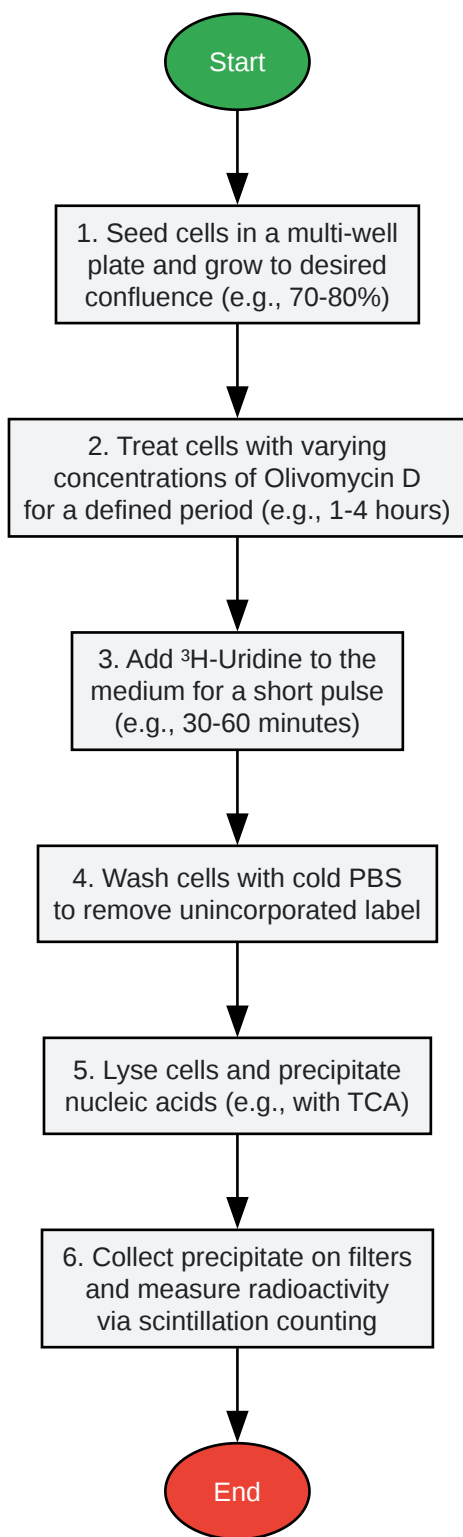 Start
1. Seed cells in a multi-well
plate and grow to desired
confluence (e.g., 70-80%)
2. Treat cells with varying
concentrations of Olivomycin D
for a defined period (e.g., 1-4 hours)
3. Add ³H-Uridine to the
medium for a short pulse
(e.g., 30-60 minutes)
4. Wash cells with cold PBS
to remove unincorporated label
5. Lyse cells and precipitate
nucleic acids (e.g., with TCA)
6. Collect precipitate on filters
and measure radioactivity
via scintillation counting
End